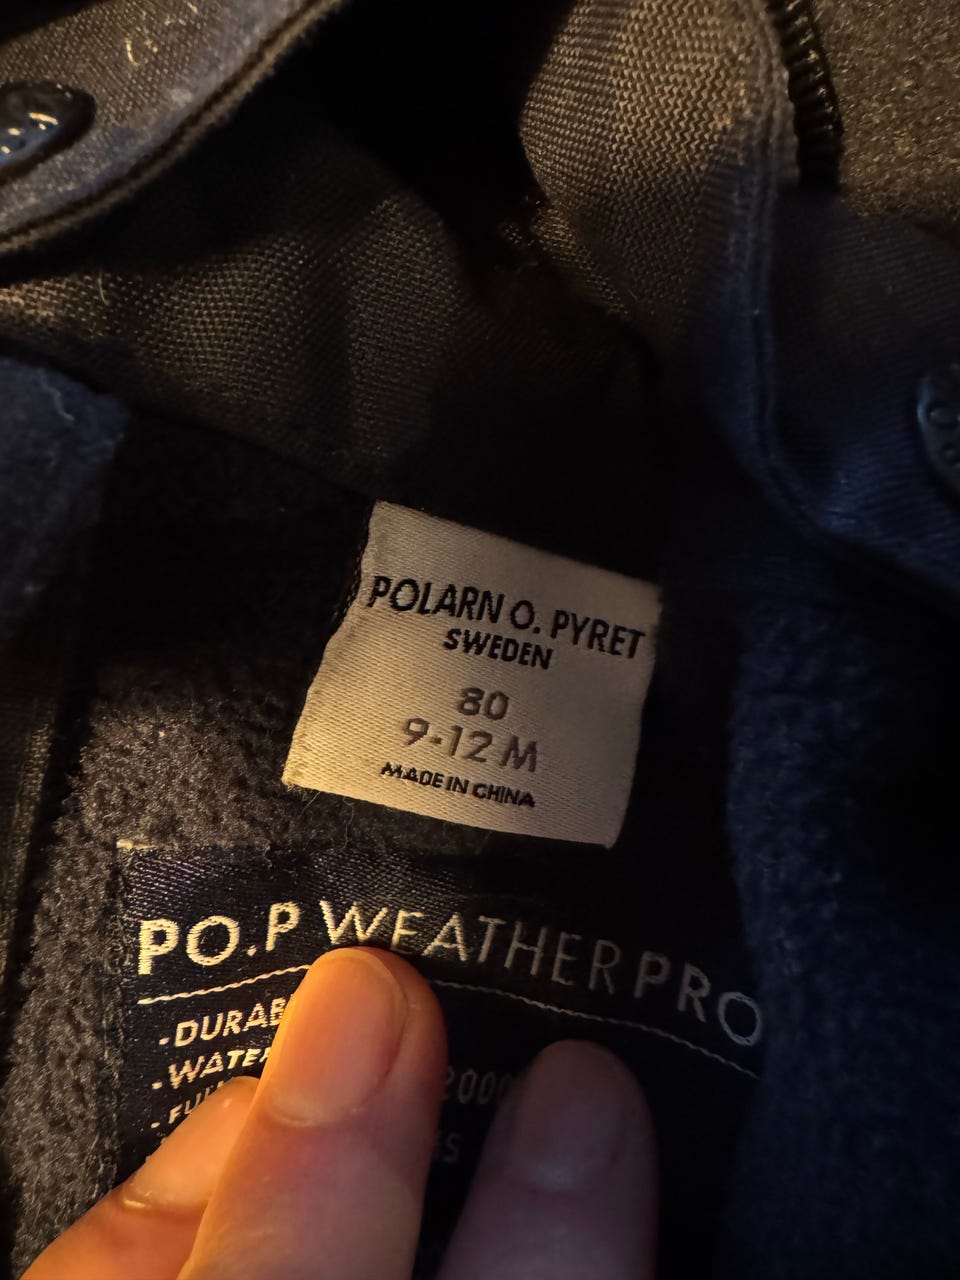 POLARN O. PYRET
SWEDEN
80
9-12 M
MADE IN CHINA
PO.P WEATHERPRO